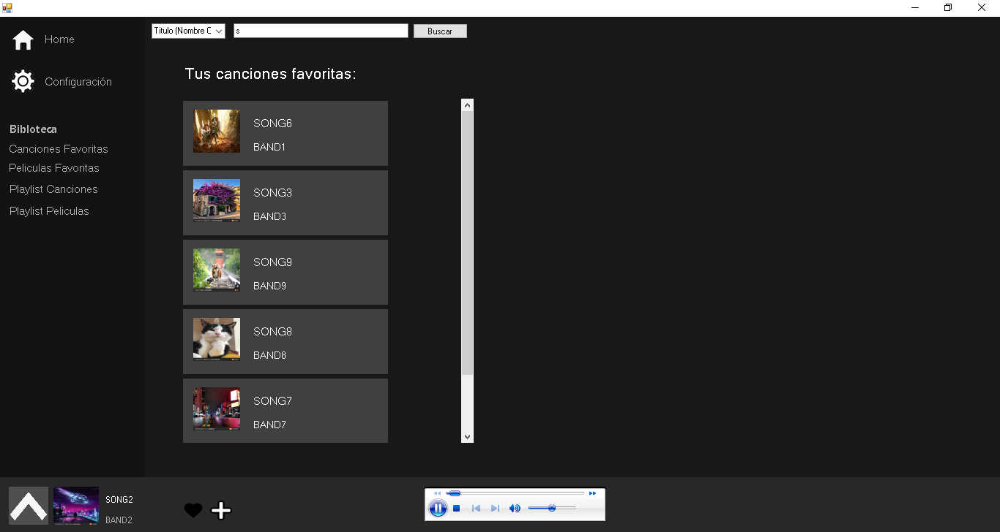 Home
Titulo (Nombre C
s
Buscar
Configuración
Tus canciones favoritas:
Bibloteca
Canciones Favoritas
Peliculas Favoritas
Playlist Canciones
Playlist Peliculas
SONG6
BAND1
SONG3
BAND3
SONG9
BAND9
SONG8
BAND8
SONG7
BAND7
SONG2
BAND2